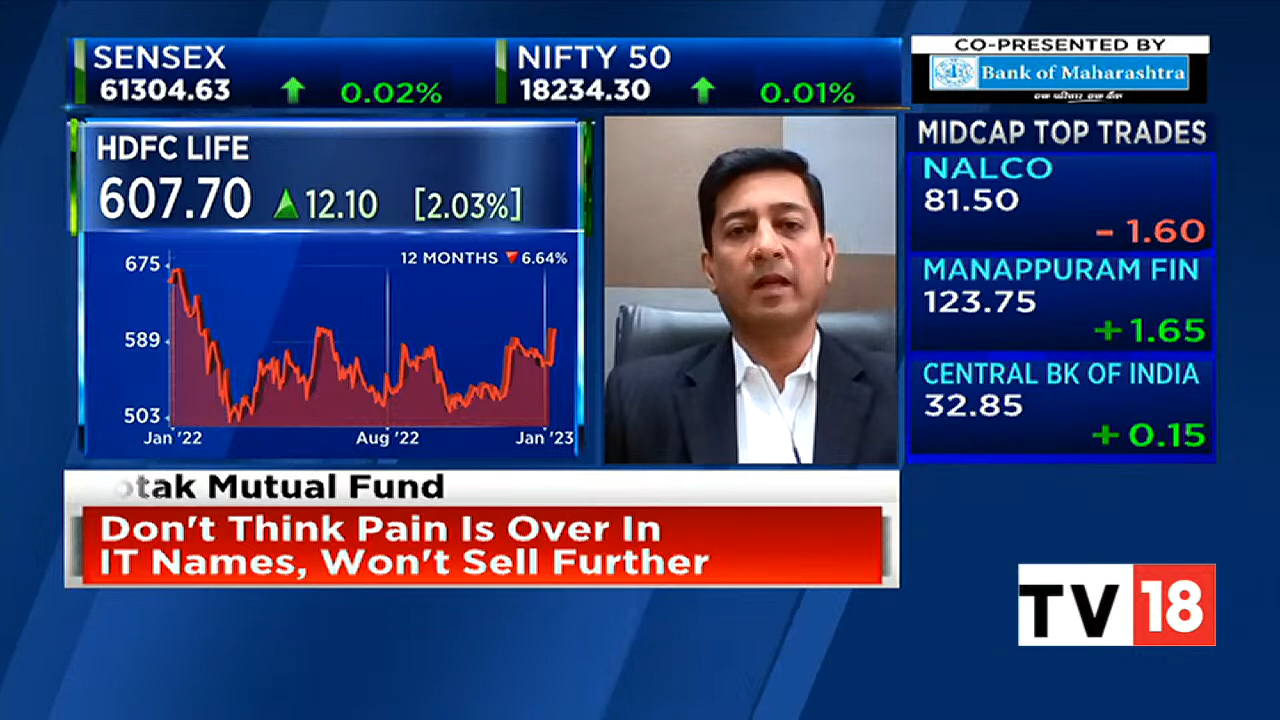 SENSEX
61304.63 0.02%
NIFTY 50
18234.30 0.01%
CO-PRESENTED BY
Bank of Maharashtra
एक परिवार एक बैंक
HDFC LIFE
607.70 12.10 [2.03%]
12 MONTHS 6.64%
675
589
503
Jan '22 Aug '22 Jan '23
MIDCAP TOP TRADES
NALCO
81.50
- 1.60
MANAPPURAM FIN
123.75
+ 1.65
CENTRAL BK OF INDIA
32.85
+ 0.15
otak Mutual Fund
Don't Think Pain Is Over In
IT Names, Won't Sell Further
TV18